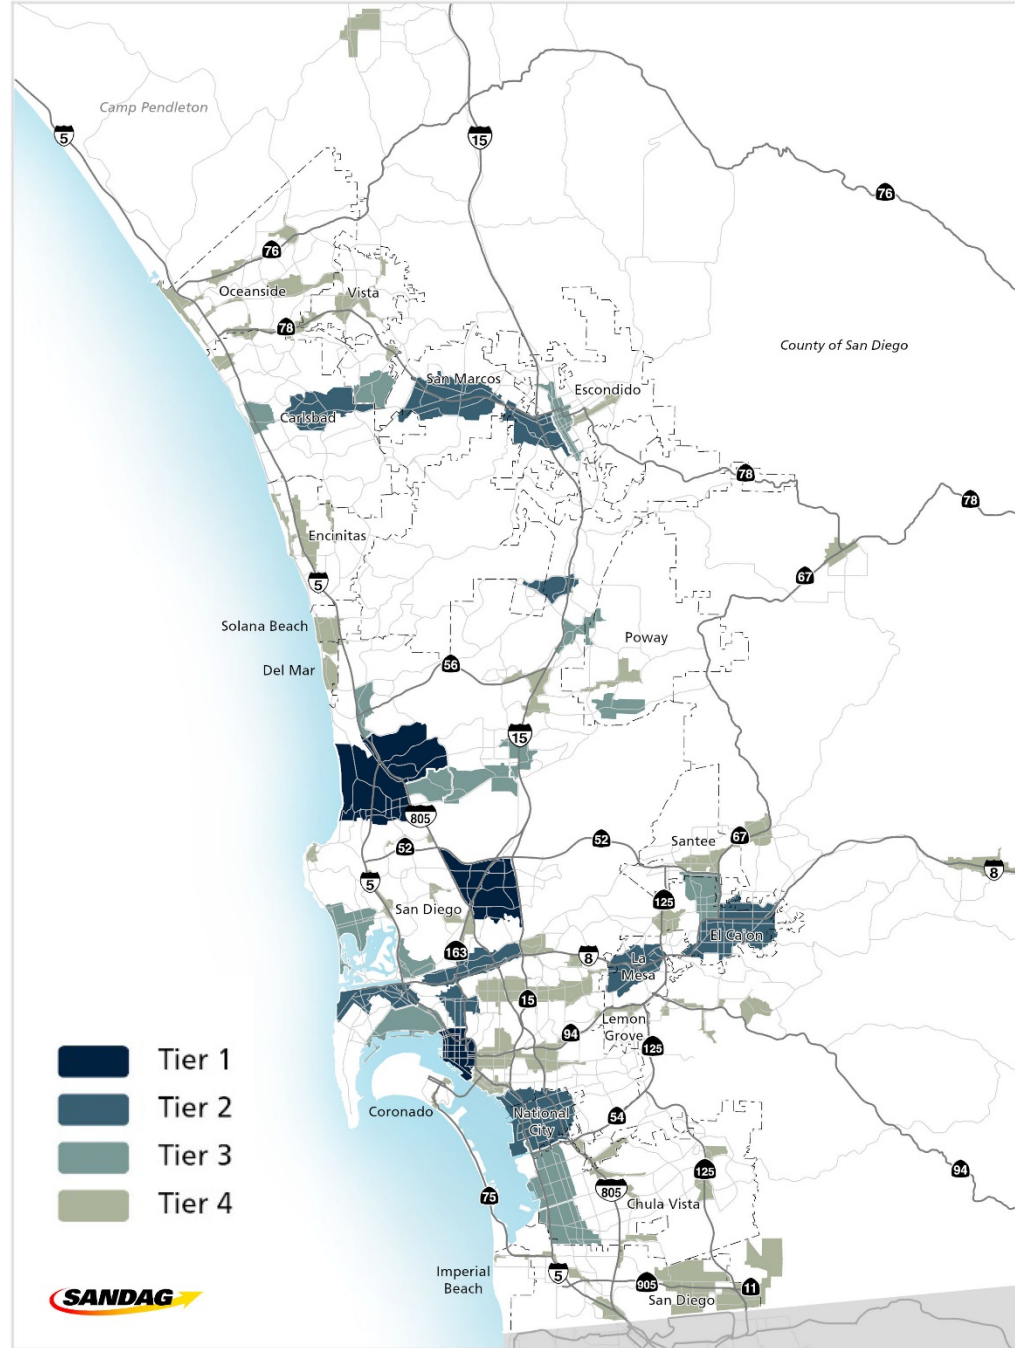 Camp Pendleton
5
15
76
76
Oceanside
Vista
78
County of San Diego
San Marcos
Escondido
Carlsbad
78
78
Encinitas
5
67
Solana Beach
Poway
Del Mar
56
15
805
52
52
Santee
67
8
5
125
San Diego
El Cajon
163
8
La
Mesa
15
Lemon
Grove
94
125
Tier 1
Tier 2
Tier 3
Tier 4
Coronado
National
City
54
125
94
75
805
Chula Vista
Imperial
Beach
5
905
11
San Diego
SANDAG